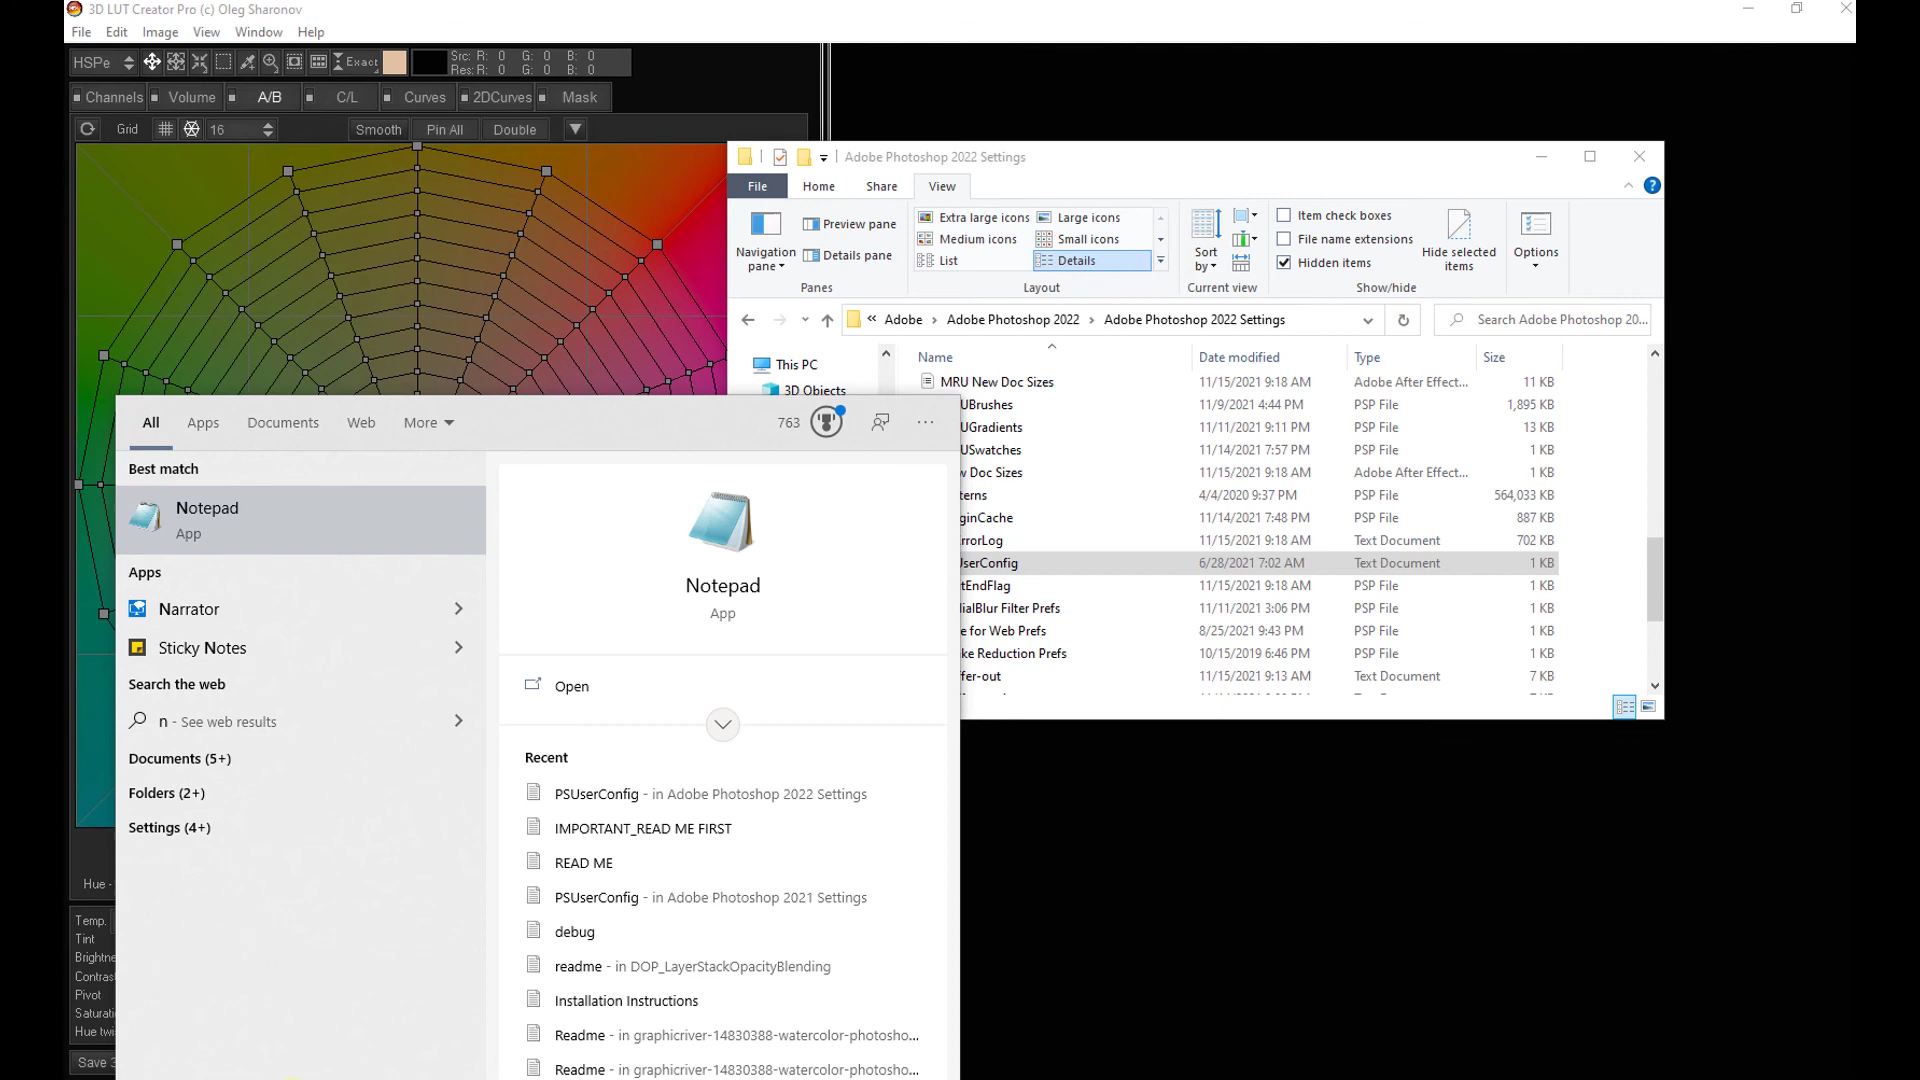 3D LUT Creator Pro (c) Oleg Sharonov
File Edit Image View Window Help
HSPe Exact Src: R: 0 G: 0 B: 0
Res: R: 0 G: 0 B: 0
Channels Volume A/B C/L Curves 2DCurves Mask
Grid 16 Smooth Pin All Double
Adobe Photoshop 2022 Settings
File Home Share View
Navigation pane
Preview pane
Details pane
Panes
Extra large icons Large icons
Medium icons Small icons
List Details
Layout
Sort by
Current view
Item check boxes
File name extensions
Hidden items
Hide selected items
Show/hide
Options
« Adobe › Adobe Photoshop 2022 › Adobe Photoshop 2022 Settings
Search Adobe Photoshop 20...
This PC
3D Objects
Name Date modified Type Size
MRU New Doc Sizes 11/15/2021 9:18 AM Adobe After Effect... 11 KB
UBrushes 11/9/2021 4:44 PM PSP File 1,895 KB
UGradients 11/11/2021 9:11 PM PSP File 13 KB
USwatches 11/14/2021 7:57 PM PSP File 1 KB
w Doc Sizes 11/15/2021 9:18 AM Adobe After Effect... 1 KB
terns 4/4/2020 9:37 PM PSP File 564,033 KB
ginCache 11/14/2021 7:48 PM PSP File 887 KB
rrorLog 11/15/2021 9:18 AM Text Document 702 KB
UserConfig 6/28/2021 7:02 AM Text Document 1 KB
tEndFlag 11/15/2021 9:18 AM PSP File 1 KB
ialBlur Filter Prefs 11/11/2021 3:06 PM PSP File 1 KB
e for Web Prefs 8/25/2021 9:43 PM PSP File 1 KB
ke Reduction Prefs 10/15/2019 6:46 PM PSP File 1 KB
fer-out 11/15/2021 9:13 AM Text Document 7 KB
All Apps Documents Web More 763
Best match
Notepad
App
Apps
Narrator
Sticky Notes
Search the web
n - See web results
Documents (5+)
Folders (2+)
Settings (4+)
Notepad
App
Open
Recent
PSUserConfig - in Adobe Photoshop 2022 Settings
IMPORTANT_READ ME FIRST
READ ME
PSUserConfig - in Adobe Photoshop 2021 Settings
debug
readme - in DOP_LayerStackOpacityBlending
Installation Instructions
Readme - in graphicriver-14830388-watercolor-photosho...
Readme - in graphicriver-14830388-watercolor-photosho...
Hue -
Temp.
Tint
Brightne
Contras
Pivot
Saturati
Hue twi
Save 3